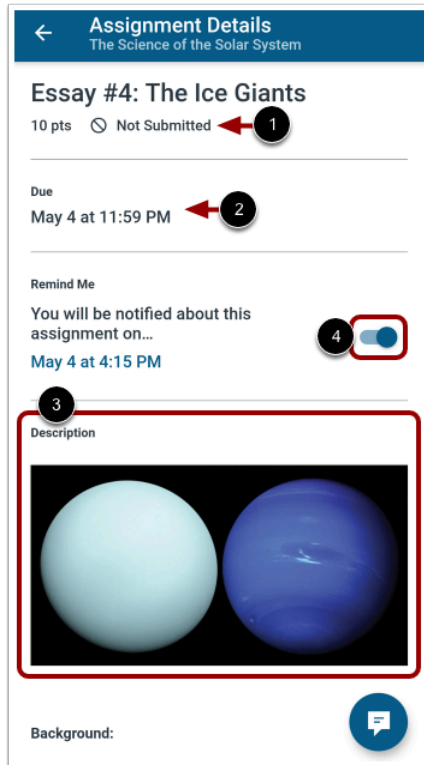 Assignment Details
The Science of the Solar System
Essay #4: The Ice Giants
10 pts Not Submitted 1
Due
May 4 at 11:59 PM 2
Remind Me
You will be notified about this
assignment on...
4
May 4 at 4:15 PM
3
Description
Background: